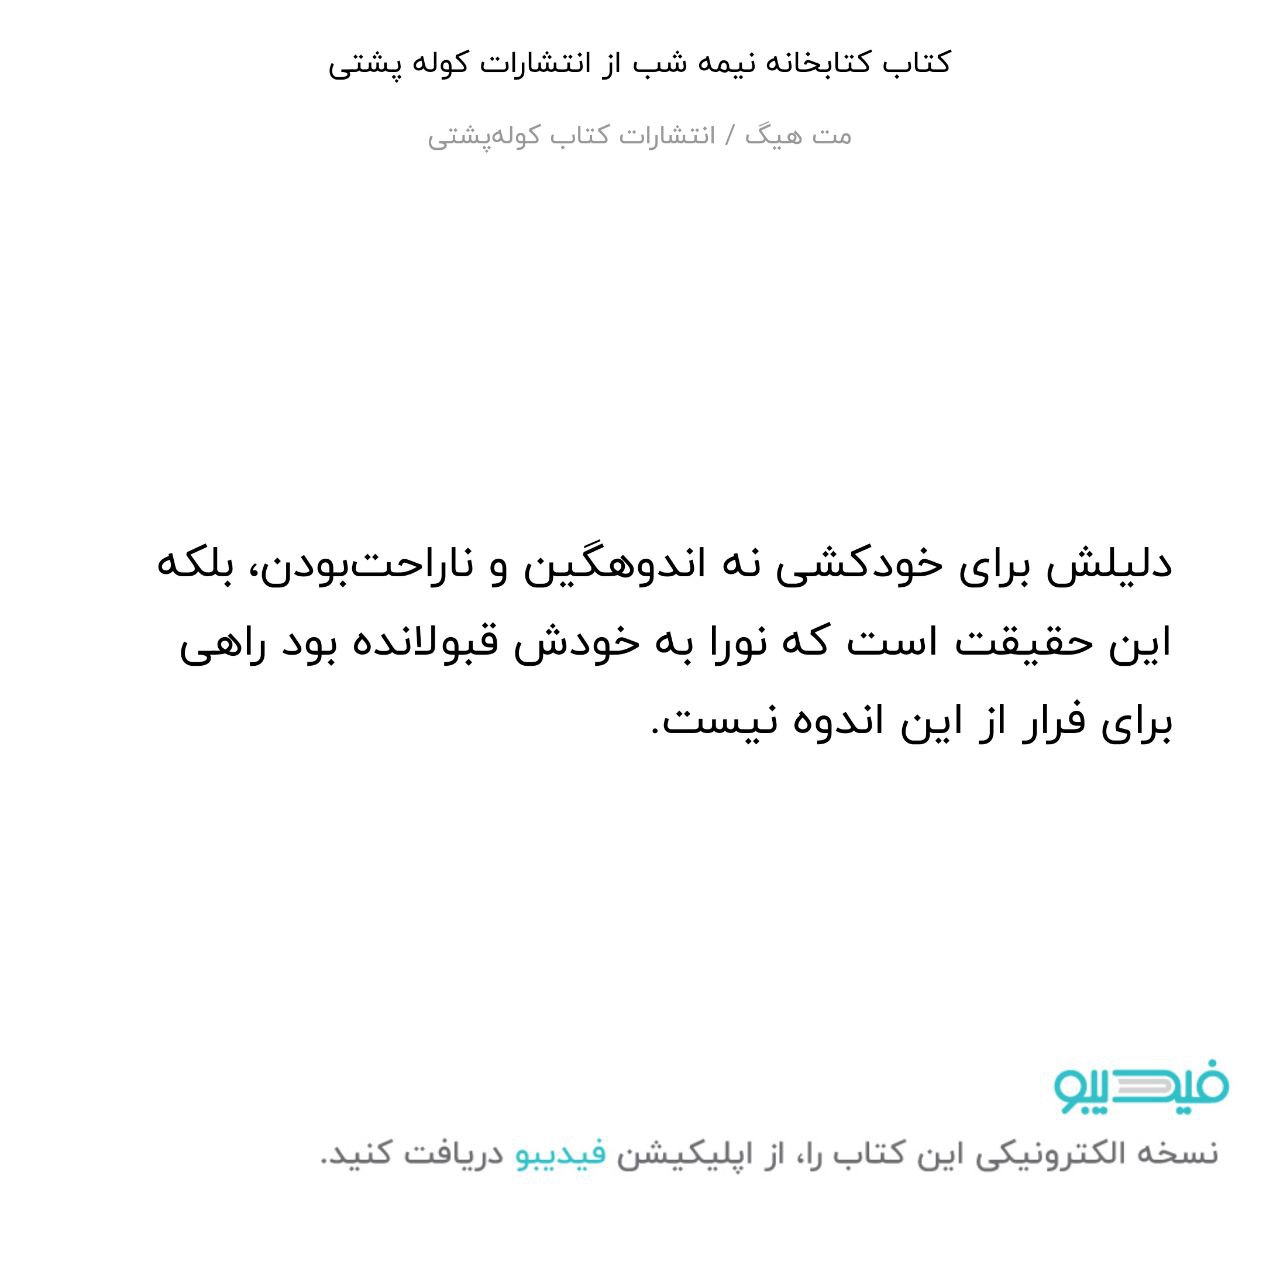 کتاب کتابخانه نیمه شب از انتشارات کوله پشتی
مت هیگ / انتشارات کتاب کوله‌پشتی
دلیلش برای خودکشی نه اندوهگین و ناراحت‌بودن، بلکه
این حقیقت است که نورا به خودش قبولانده بود راهی
برای فرار از این اندوه نیست.
فیدیبو
نسخه الکترونیکی این کتاب را، از اپلیکیشن فیدیبو دریافت کنید.